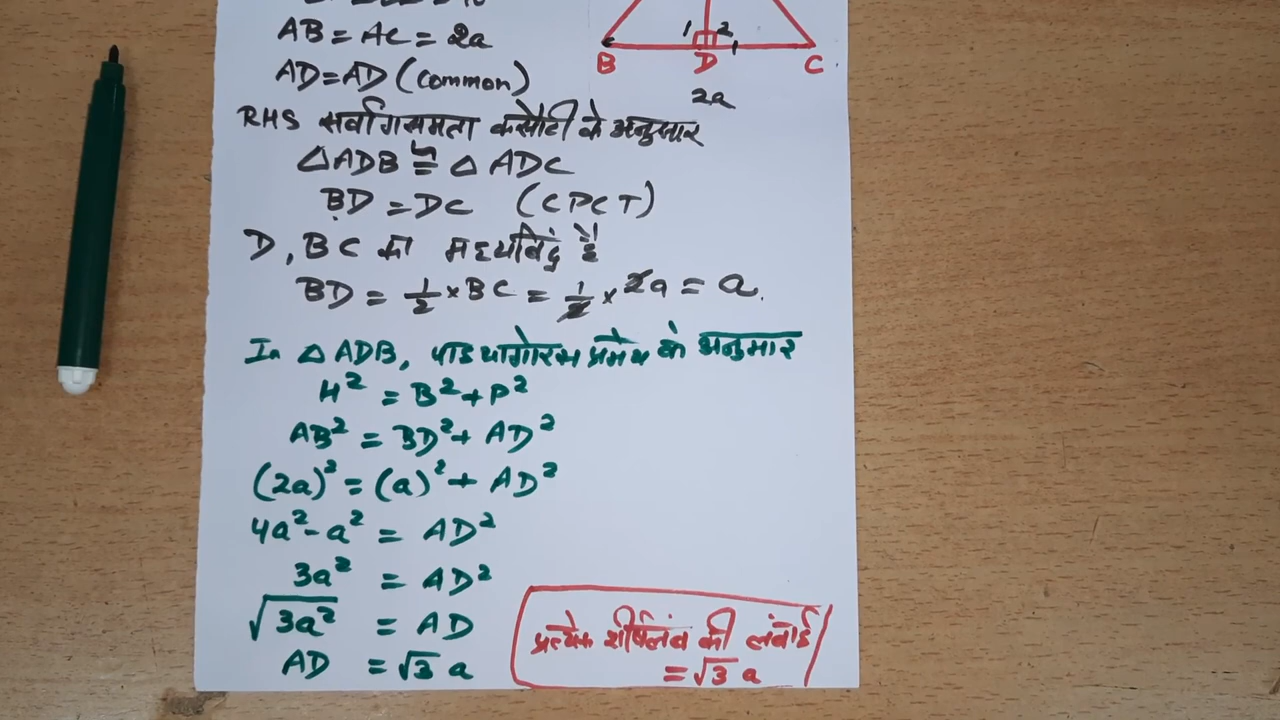 AB = AC = 2a
AD = AD (common)
RHS सर्वांगसमता कसौटी के अनुसार
△ADB ≅ △ADC
BD = DC (CPCT)
D, BC का मध्यबिंदु है
BD = 1/2 × BC = 1/2 × 2a = a.
In △ADB, पाइथागोरस प्रमेय के अनुसार
H² = B² + P²
AB² = BD² + AD²
(2a)² = (a)² + AD²
4a² - a² = AD²
3a² = AD²
√3a² = AD
AD = √3 a
1 2
B D C
2a
प्रत्येक शीर्षलंब की लंबाई
= √3 a